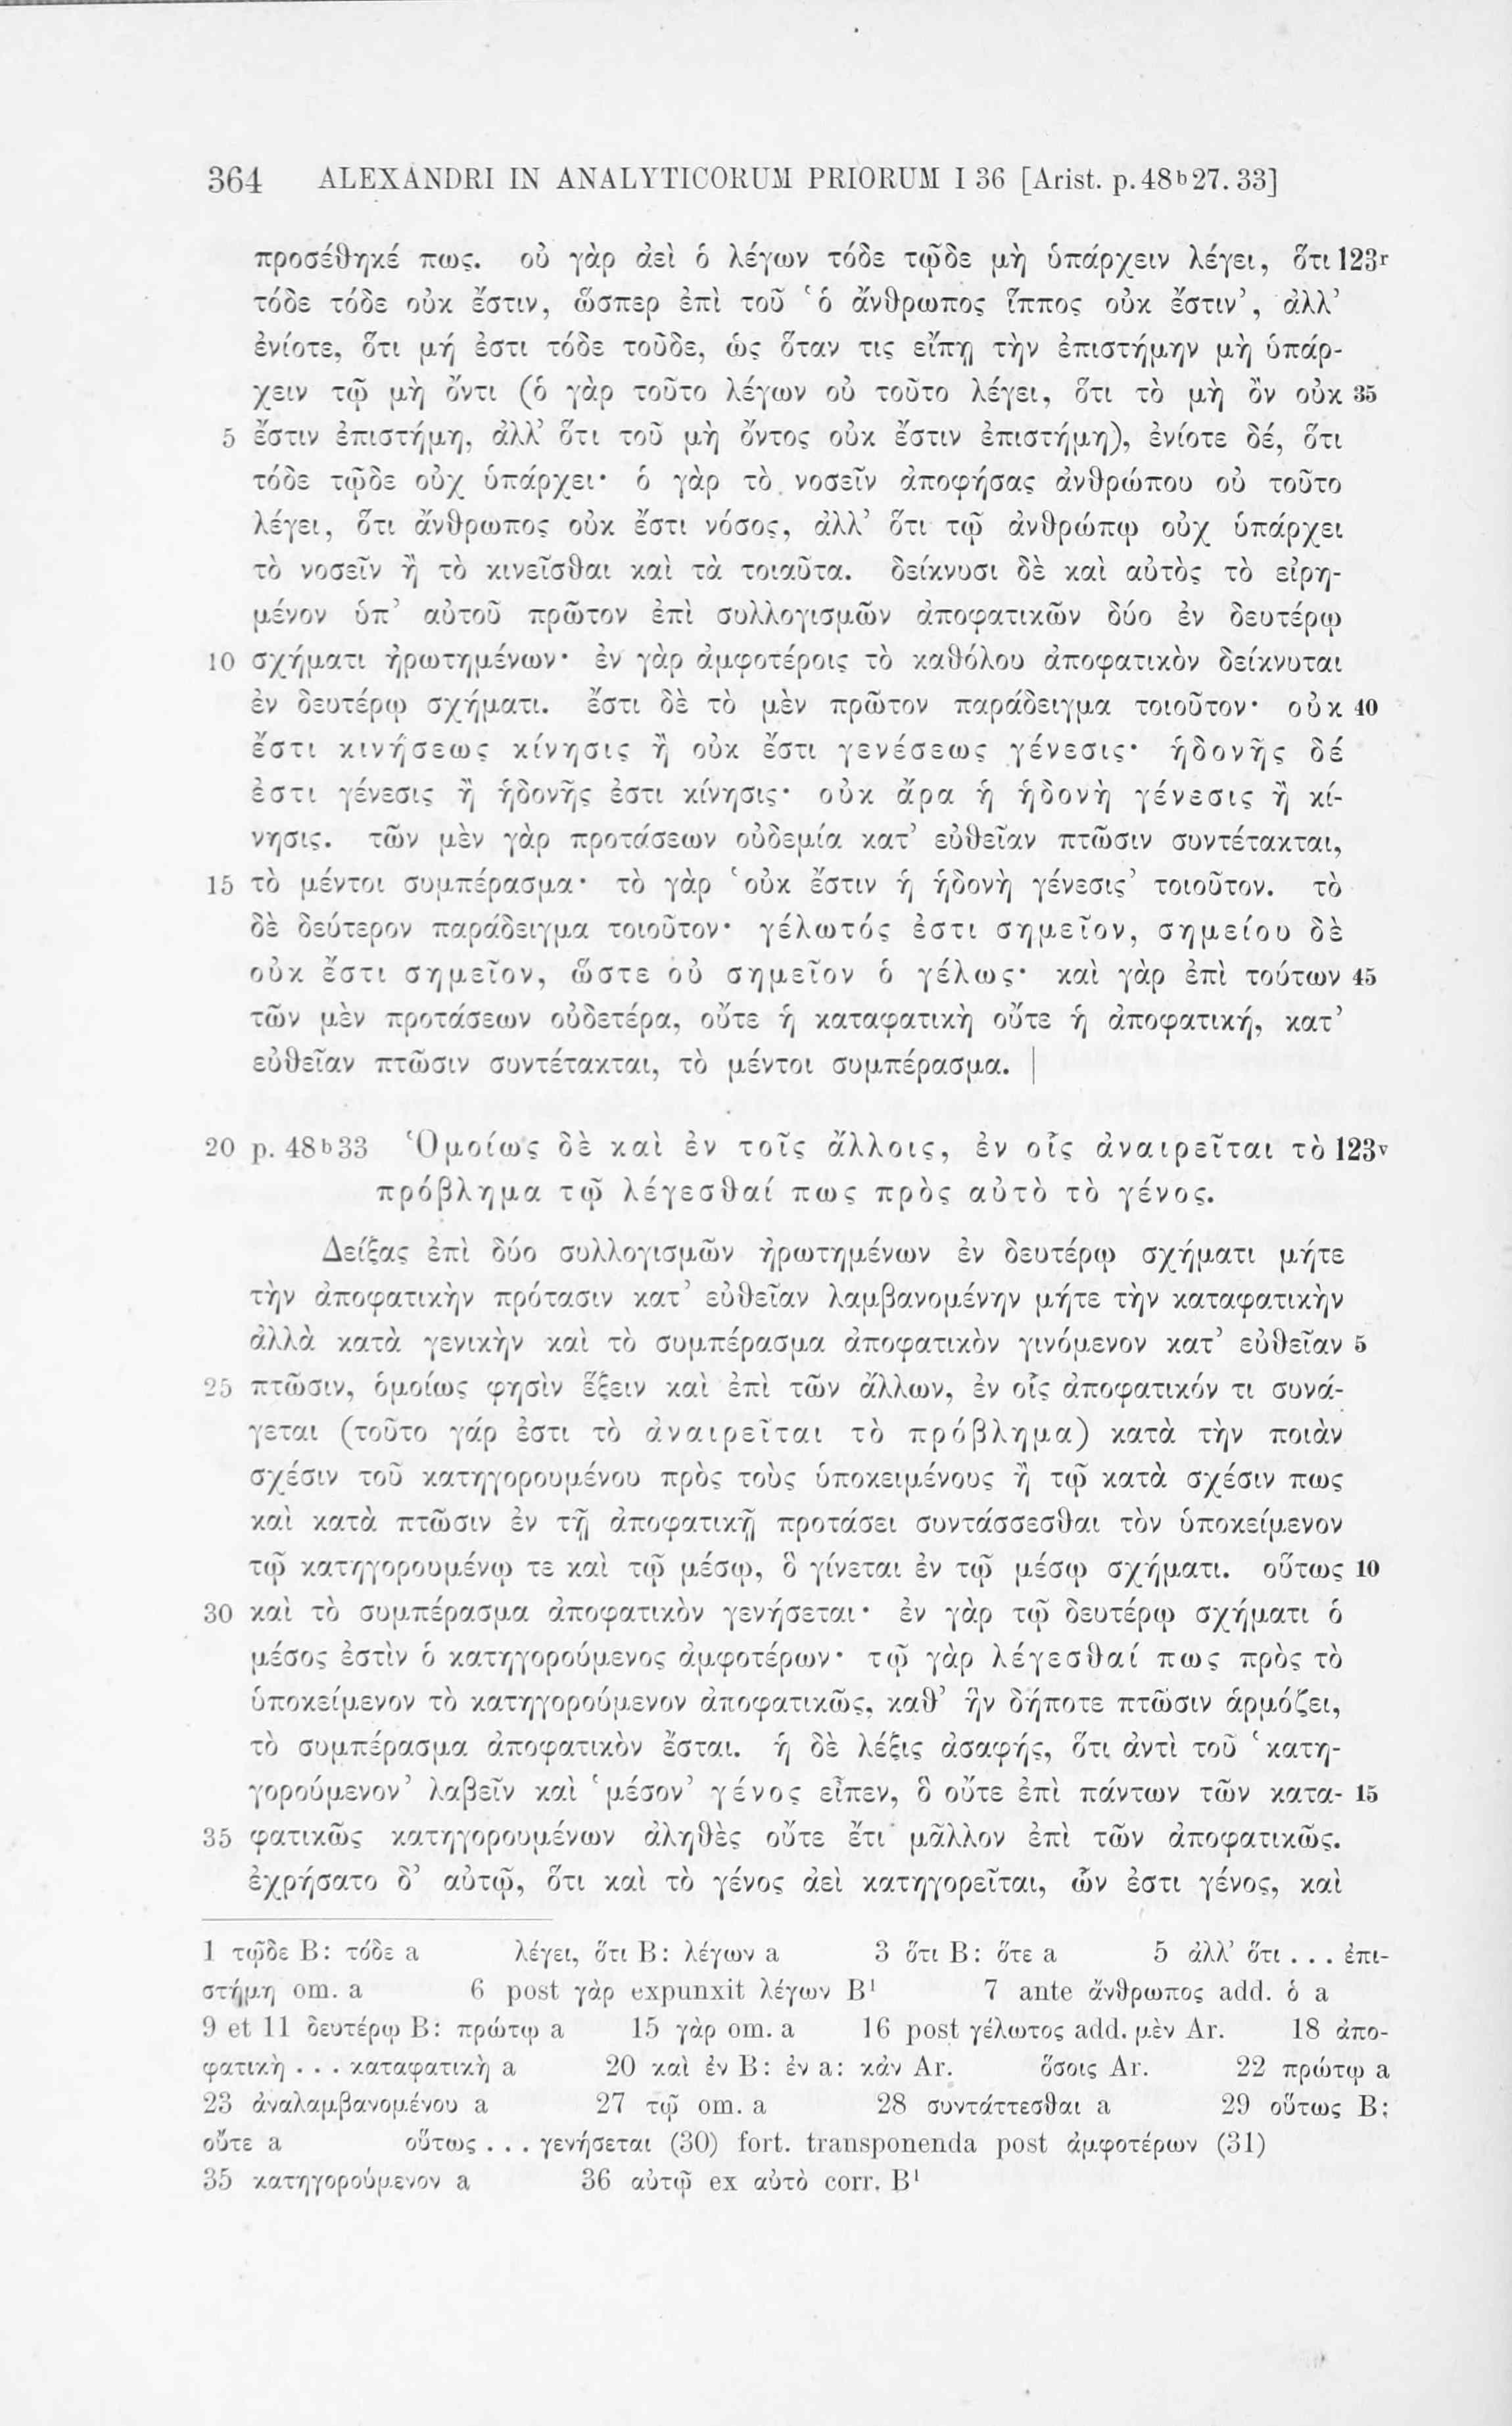 364 ALEXANDRI IN ANALYTICORUM PRIORUM I 36 [Arist. p. 48ᵇ27. 33]
προσέθηκέ πως. οὐ γὰρ ἀεὶ ὁ λέγων τόδε τῷδε μὴ ὑπάρχειν λέγει, ὅτι 123ʳ
τόδε τόδε οὐκ ἔστιν, ὥσπερ ἐπὶ τοῦ ‘ὁ ἄνθρωπος ἵππος οὐκ ἔστιν’, ἀλλ’
ἐνίοτε, ὅτι μή ἐστι τόδε τοῦδε, ὡς ὅταν τις εἴπῃ τὴν ἐπιστήμην μὴ ὑπάρ-
χειν τῷ μὴ ὄντι (ὁ γὰρ τοῦτο λέγων οὐ τοῦτο λέγει, ὅτι τὸ μὴ ὂν οὐκ 35
5 ἔστιν ἐπιστήμη, ἀλλ’ ὅτι τοῦ μὴ ὄντος οὐκ ἔστιν ἐπιστήμη), ἐνίοτε δέ, ὅτι
τόδε τῷδε οὐχ ὑπάρχει· ὁ γὰρ τὸ νοσεῖν ἀποφήσας ἀνθρώπου οὐ τοῦτο
λέγει, ὅτι ἄνθρωπος οὐκ ἔστι νόσος, ἀλλ’ ὅτι τῷ ἀνθρώπῳ οὐχ ὑπάρχει
τὸ νοσεῖν ἢ τὸ κινεῖσθαι καὶ τὰ τοιαῦτα. δείκνυσι δὲ καὶ αὐτὸς τὸ εἰρη-
μένον ὑπ’ αὐτοῦ πρῶτον ἐπὶ συλλογισμῶν ἀποφατικῶν δύο ἐν δευτέρῳ
10 σχήματι ἠρωτημένων· ἐν γὰρ ἀμφοτέροις τὸ καθόλου ἀποφατικὸν δείκνυται
ἐν δευτέρῳ σχήματι. ἔστι δὲ τὸ μὲν πρῶτον παράδειγμα τοιοῦτον· οὐκ 40
ἔστι κινήσεως κίνησις ἢ οὐκ ἔστι γενέσεως γένεσις· ἡδονῆς δέ
ἐστι γένεσις ἢ ἡδονῆς ἐστι κίνησις· οὐκ ἄρα ἡ ἡδονὴ γένεσις ἢ κί-
νησις. τῶν μὲν γὰρ προτάσεων οὐδεμία κατ’ εὐθεῖαν πτῶσιν συντέτακται,
15 τὸ μέντοι συμπέρασμα· τὸ γὰρ ‘οὐκ ἔστιν ἡ ἡδονὴ γένεσις’ τοιοῦτον. τὸ
δὲ δεύτερον παράδειγμα τοιοῦτον· γέλωτός ἐστι σημεῖον, σημείου δὲ
οὐκ ἔστι σημεῖον, ὥστε οὐ σημεῖον ὁ γέλως· καὶ γὰρ ἐπὶ τούτων 45
τῶν μὲν προτάσεων οὐδετέρα, οὔτε ἡ καταφατικὴ οὔτε ἡ ἀποφατική, κατ’
εὐθεῖαν πτῶσιν συντέτακται, τὸ μέντοι συμπέρασμα. |
20 p. 48ᵇ33 Ὁμοίως δὲ καὶ ἐν τοῖς ἄλλοις, ἐν οἷς ἀναιρεῖται τὸ 123ᵛ
πρόβλημα τῷ λέγεσθαί πως πρὸς αὐτὸ τὸ γένος.
Δείξας ἐπὶ δύο συλλογισμῶν ἠρωτημένων ἐν δευτέρῳ σχήματι μήτε
τὴν ἀποφατικὴν πρότασιν κατ’ εὐθεῖαν λαμβανομένην μήτε τὴν καταφατικὴν
ἀλλὰ κατὰ γενικὴν καὶ τὸ συμπέρασμα ἀποφατικὸν γινόμενον κατ’ εὐθεῖαν 5
25 πτῶσιν, ὁμοίως φησὶν ἕξειν καὶ ἐπὶ τῶν ἄλλων, ἐν οἷς ἀποφατικόν τι συνά-
γεται (τοῦτο γάρ ἐστι τὸ ἀναιρεῖται τὸ πρόβλημα) κατὰ τὴν ποιὰν
σχέσιν τοῦ κατηγορουμένου πρὸς τοὺς ὑποκειμένους ἢ τῷ κατὰ σχέσιν πως
καὶ κατὰ πτῶσιν ἐν τῇ ἀποφατικῇ προτάσει συντάσσεσθαι τὸν ὑποκείμενον
τῷ κατηγορουμένῳ τε καὶ τῷ μέσῳ, ὃ γίνεται ἐν τῷ μέσῳ σχήματι. οὕτως 10
30 καὶ τὸ συμπέρασμα ἀποφατικὸν γενήσεται· ἐν γὰρ τῷ δευτέρῳ σχήματι ὁ
μέσος ἐστὶν ὁ κατηγορούμενος ἀμφοτέρων· τῷ γὰρ λέγεσθαί πως πρὸς τὸ
ὑποκείμενον τὸ κατηγορούμενον ἀποφατικῶς, καθ’ ἣν δήποτε πτῶσιν ἁρμόζει,
τὸ συμπέρασμα ἀποφατικὸν ἔσται. ἡ δὲ λέξις ἀσαφής, ὅτι ἀντὶ τοῦ ‘κατη-
γορούμενον’ λαβεῖν καὶ ‘μέσον’ γένος εἶπεν, ὃ οὔτε ἐπὶ πάντων τῶν κατα- 15
35 φατικῶς κατηγορουμένων ἀληθὲς οὔτε ἔτι μᾶλλον ἐπὶ τῶν ἀποφατικῶς.
ἐχρήσατο δ’ αὐτῷ, ὅτι καὶ τὸ γένος ἀεὶ κατηγορεῖται, ὧν ἐστι γένος, καὶ
1 τῷδε B: τόδε a λέγει, ὅτι B: λέγων a 3 ὅτι B: ὅτε a 5 ἀλλ’ ὅτι . . . ἐπι-
στήμη om. a 6 post γὰρ expunxit λέγων B¹ 7 ante ἄνθρωπος add. ὁ a
9 et 11 δευτέρῳ B: πρώτῳ a 15 γὰρ om. a 16 post γέλωτος add. μὲν Ar. 18 ἀπο-
φατικὴ . . . καταφατικὴ a 20 καὶ ἐν B: ἐν a: κἀν Ar. ὅσοις Ar. 22 πρώτῳ a
23 ἀναλαμβανομένου a 27 τῷ om. a 28 συντάττεσθαι a 29 οὕτως B:
οὔτε a οὕτως . . . γενήσεται (30) fort. transponenda post ἀμφοτέρων (31)
35 κατηγορούμενον a 36 αὐτῷ ex αὐτὸ corr. B¹